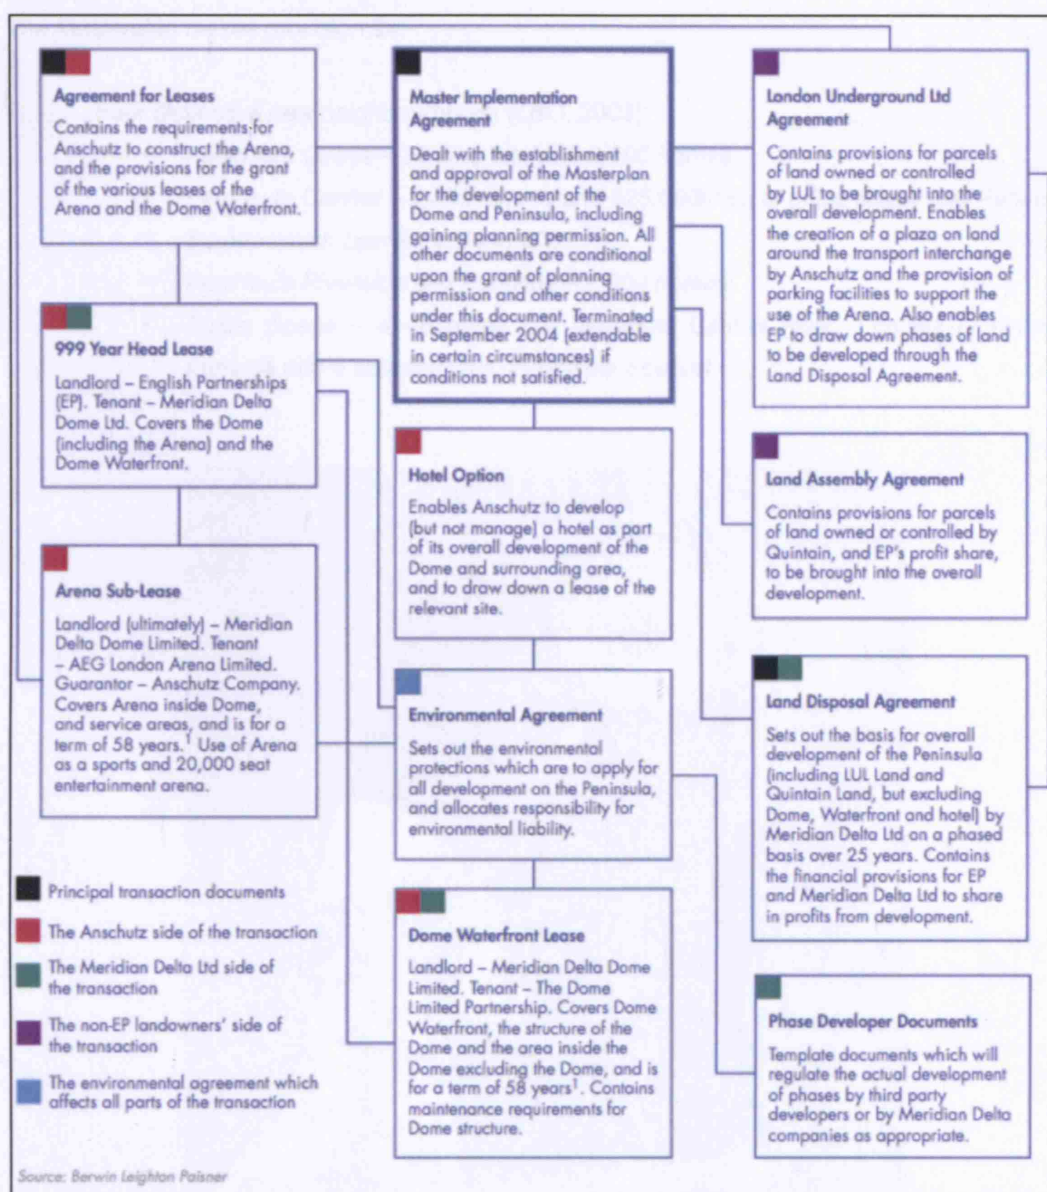 Agreement for Leases
Contains the requirements for
Anschutz to construct the Arena,
and the provisions for the grant
of the various leases of the
Arena and the Dome Waterfront.
999 Year Head Lease
Landlord – English Partnerships
(EP). Tenant – Meridian Delta
Dome Ltd. Covers the Dome
(including the Arena) and the
Dome Waterfront.
Arena Sub-Lease
Landlord (ultimately) – Meridian
Delta Dome Limited. Tenant
– AEG London Arena Limited.
Guarantor – Anschutz Company.
Covers Arena inside Dome,
and service areas, and is for a
term of 58 years.¹ Use of Arena
as a sports and 20,000 seat
entertainment arena.
Principal transaction documents
The Anschutz side of the transaction
The Meridian Delta Ltd side of
the transaction
The non-EP landowners' side of
the transaction
The environmental agreement which
affects all parts of the transaction
Source: Berwin Leighton Paisner
Master Implementation
Agreement
Dealt with the establishment
and approval of the Masterplan
for the development of the
Dome and Peninsula, including
gaining planning permission. All
other documents are conditional
upon the grant of planning
permission and other conditions
under this document. Terminated
in September 2004 (extendable
in certain circumstances) if
conditions not satisfied.
Hotel Option
Enables Anschutz to develop
(but not manage) a hotel as part
of its overall development of the
Dome and surrounding area,
and to draw down a lease of the
relevant site.
Environmental Agreement
Sets out the environmental
protections which are to apply for
all development on the Peninsula,
and allocates responsibility for
environmental liability.
Dome Waterfront Lease
Landlord – Meridian Delta Dome
Limited. Tenant – The Dome
Limited Partnership. Covers Dome
Waterfront, the structure of the
Dome and the area inside the
Dome excluding the Dome, and is
for a term of 58 years¹. Contains
maintenance requirements for
Dome structure.
London Underground Ltd
Agreement
Contains provisions for parcels
of land owned or controlled
by LUL to be brought into the
overall development. Enables
the creation of a plaza on land
around the transport interchange
by Anschutz and the provision of
parking facilities to support the
use of the Arena. Also enables
EP to draw down phases of land
to be developed through the
Land Disposal Agreement.
Land Assembly Agreement
Contains provisions for parcels
of land owned or controlled by
Quintain, and EP's profit share,
to be brought into the overall
development.
Land Disposal Agreement
Sets out the basis for overall
development of the Peninsula
(including LUL Land and
Quintain Land, but excluding
Dome, Waterfront and hotel) by
Meridian Delta Ltd on a phased
basis over 25 years. Contains
the financial provisions for EP
and Meridian Delta Ltd to share
in profits from development.
Phase Developer Documents
Template documents which will
regulate the actual development
of phases by third party
developers or by Meridian Delta
companies as appropriate.